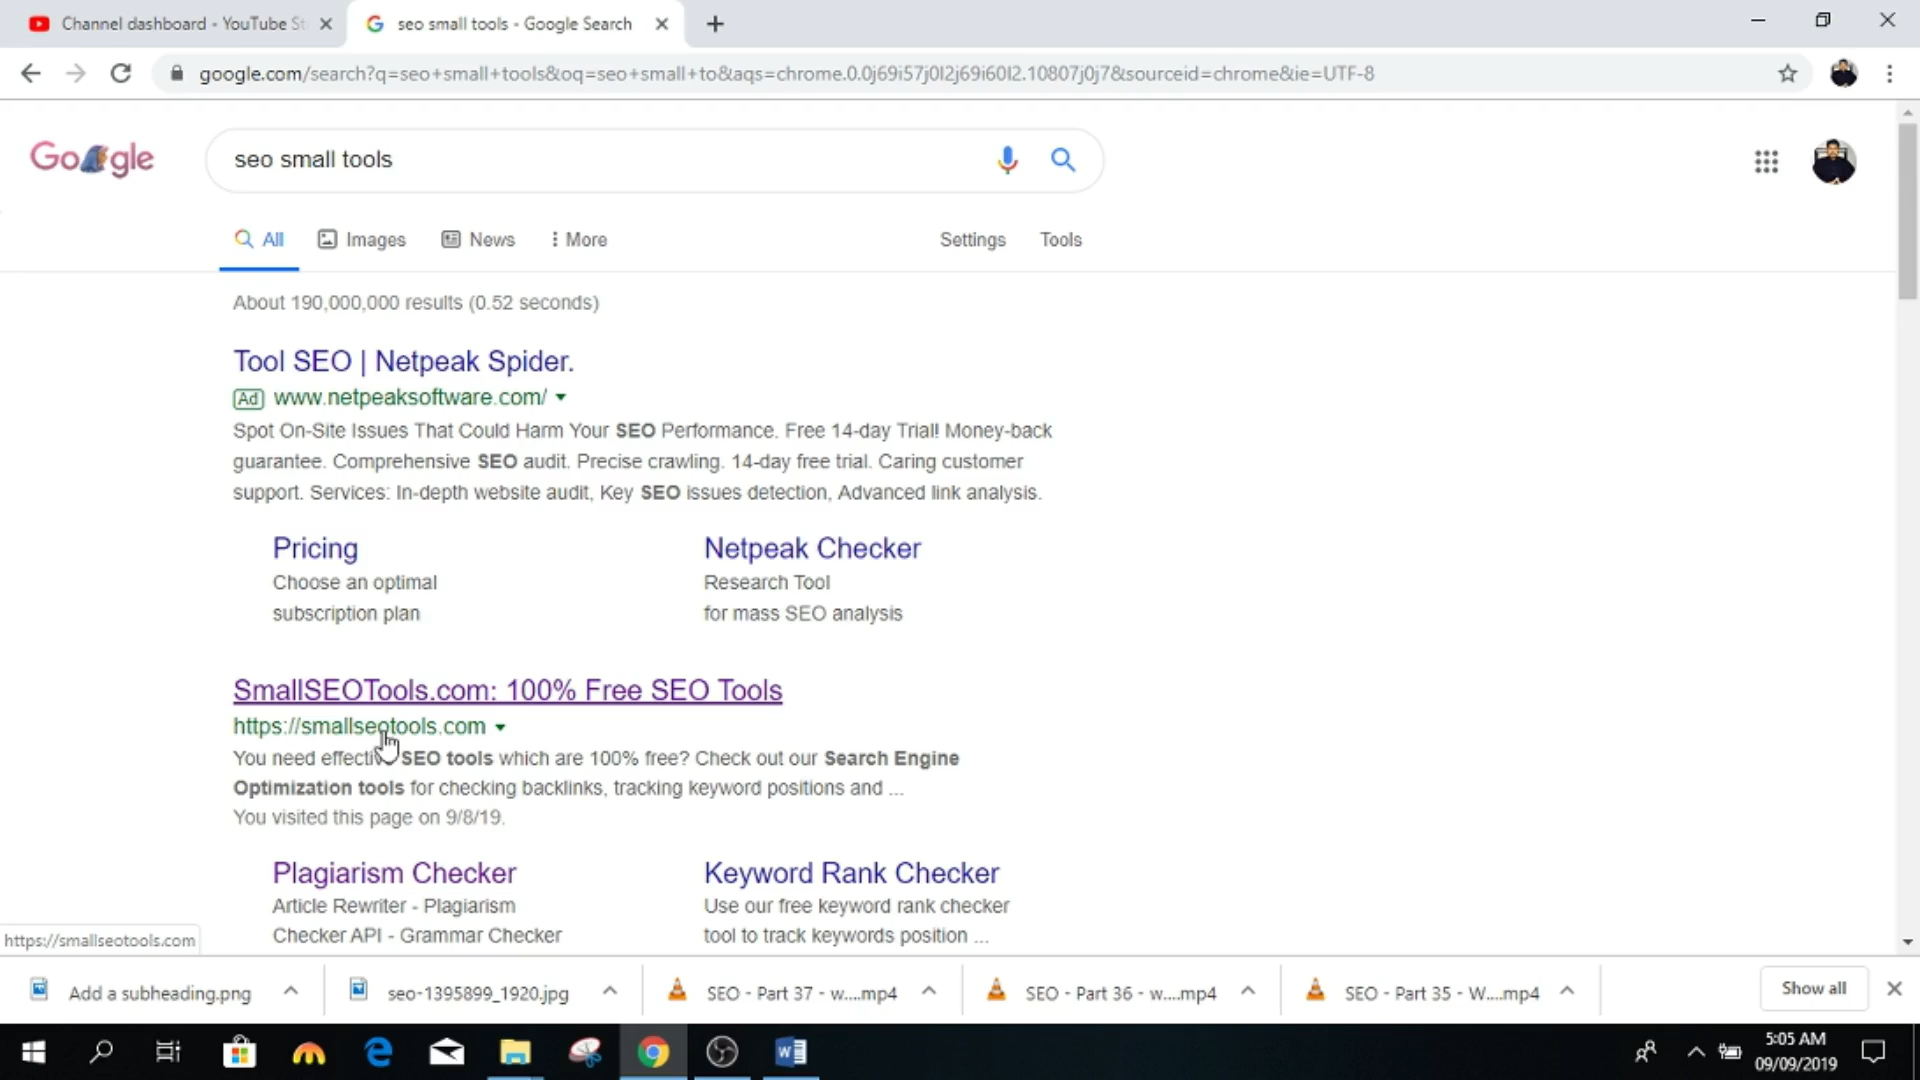 Channel dashboard - YouTube St
seo small tools - Google Search
google.com/search?q=seo+small+tools&oq=seo+small+to&aqs=chrome.0.0j69i57j0l2j69i60l2.10807j0j7&sourceid=chrome&ie=UTF-8
Google
seo small tools
All
Images
News
More
Settings
Tools
About 190,000,000 results (0.52 seconds)
Tool SEO | Netpeak Spider.
Ad www.netpeaksoftware.com/
Spot On-Site Issues That Could Harm Your SEO Performance. Free 14-day Trial! Money-back
guarantee. Comprehensive SEO audit. Precise crawling. 14-day free trial. Caring customer
support. Services: In-depth website audit, Key SEO issues detection, Advanced link analysis.
Pricing
Choose an optimal
subscription plan
Netpeak Checker
Research Tool
for mass SEO analysis
SmallSEOTools.com: 100% Free SEO Tools
https://smallseotools.com
You need effective SEO tools which are 100% free? Check out our Search Engine
Optimization tools for checking backlinks, tracking keyword positions and ...
You visited this page on 9/8/19.
Plagiarism Checker
Article Rewriter - Plagiarism
Checker API - Grammar Checker
Keyword Rank Checker
Use our free keyword rank checker
tool to track keywords position ...
https://smallseotools.com
Add a subheading.png
seo-1395899_1920.jpg
SEO - Part 37 - w....mp4
SEO - Part 36 - w....mp4
SEO - Part 35 - W....mp4
Show all
5:05 AM
09/09/2019